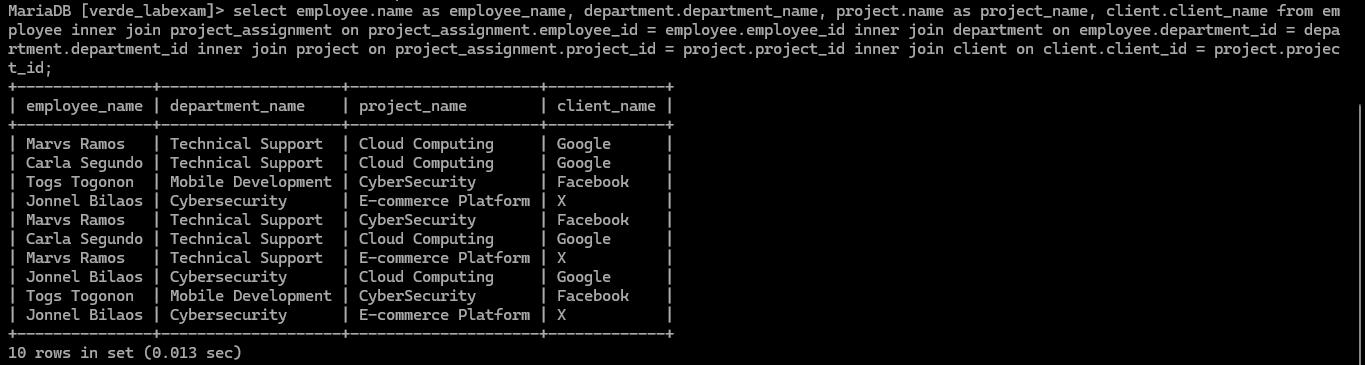 MariaDB [verde_labexam]> select employee.name as employee_name, department.department_name, project.name as project_name, client.client_name from em
ployee inner join project_assignment on project_assignment.employee_id = employee.employee_id inner join department on employee.department_id = depa
rtment.department_id inner join project on project_assignment.project_id = project.project_id inner join client on client.client_id = project.projec
t_id;
+---------------+--------------------+---------------------+-------------+
| employee_name | department_name    | project_name        | client_name |
+---------------+--------------------+---------------------+-------------+
| Marvs Ramos   | Technical Support  | Cloud Computing     | Google      |
| Carla Segundo | Technical Support  | Cloud Computing     | Google      |
| Togs Togonon  | Mobile Development | CyberSecurity       | Facebook    |
| Jonnel Bilaos | Cybersecurity      | E-commerce Platform | X           |
| Marvs Ramos   | Technical Support  | CyberSecurity       | Facebook    |
| Carla Segundo | Technical Support  | Cloud Computing     | Google      |
| Marvs Ramos   | Technical Support  | E-commerce Platform | X           |
| Jonnel Bilaos | Cybersecurity      | Cloud Computing     | Google      |
| Togs Togonon  | Mobile Development | CyberSecurity       | Facebook    |
| Jonnel Bilaos | Cybersecurity      | E-commerce Platform | X           |
+---------------+--------------------+---------------------+-------------+
10 rows in set (0.013 sec)